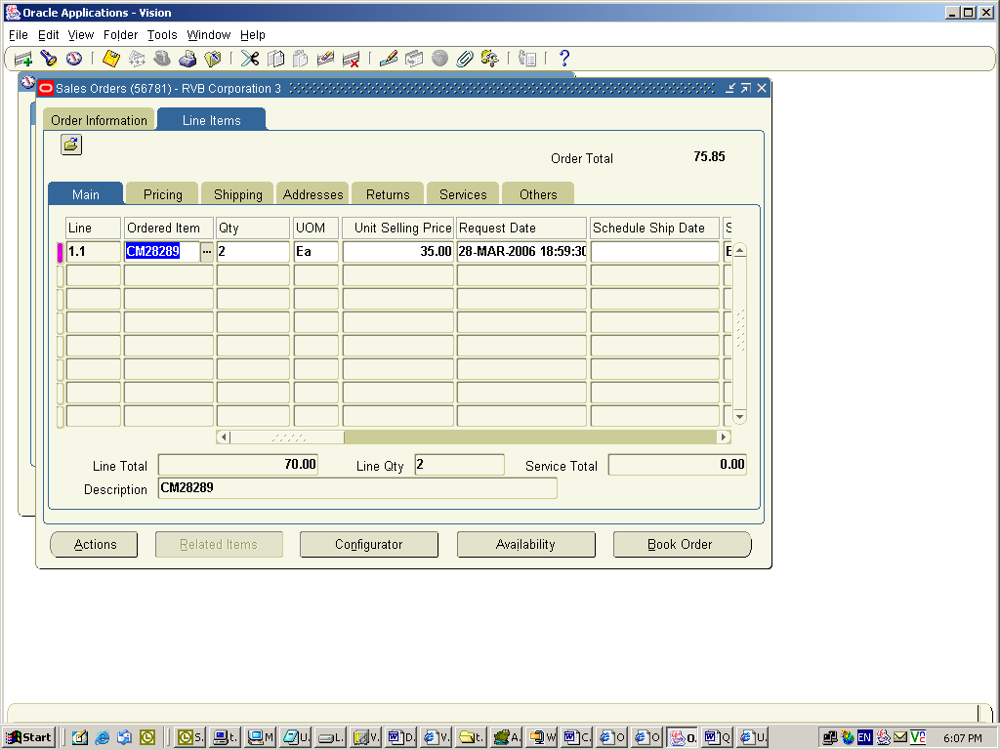 Oracle Applications - Vision
File Edit View Folder Tools Window Help
Sales Orders (56781) - RVB Corporation 3
Order Information Line Items
Order Total 75.85
Main Pricing Shipping Addresses Returns Services Others
Line Ordered Item Qty UOM Unit Selling Price Request Date Schedule Ship Date S
1.1 CM28289 ... 2 Ea 35.00 28-MAR-2006 18:59:30 E
Line Total 70.00 Line Qty 2 Service Total 0.00
Description CM28289
Actions Related Items Configurator Availability Book Order
Start S. t. M U. L. V. D. V. t. A. W C. O O O. Q U. EN 6:07 PM